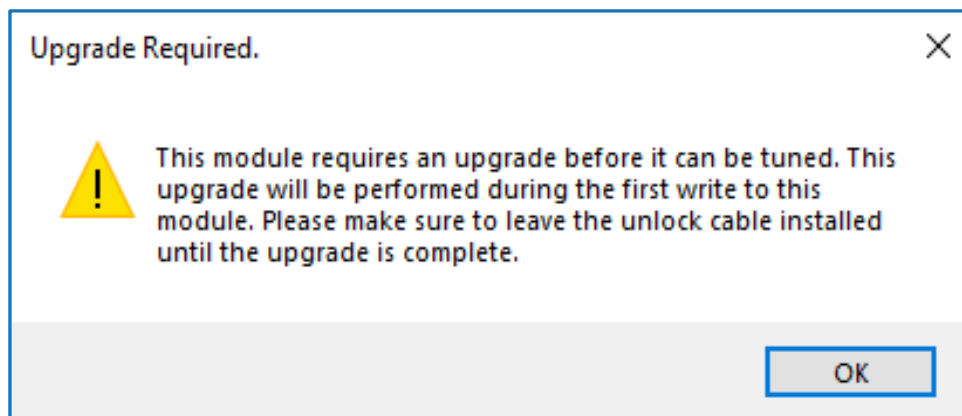 Upgrade Required.
This module requires an upgrade before it can be tuned. This
upgrade will be performed during the first write to this
module. Please make sure to leave the unlock cable installed
until the upgrade is complete.
OK